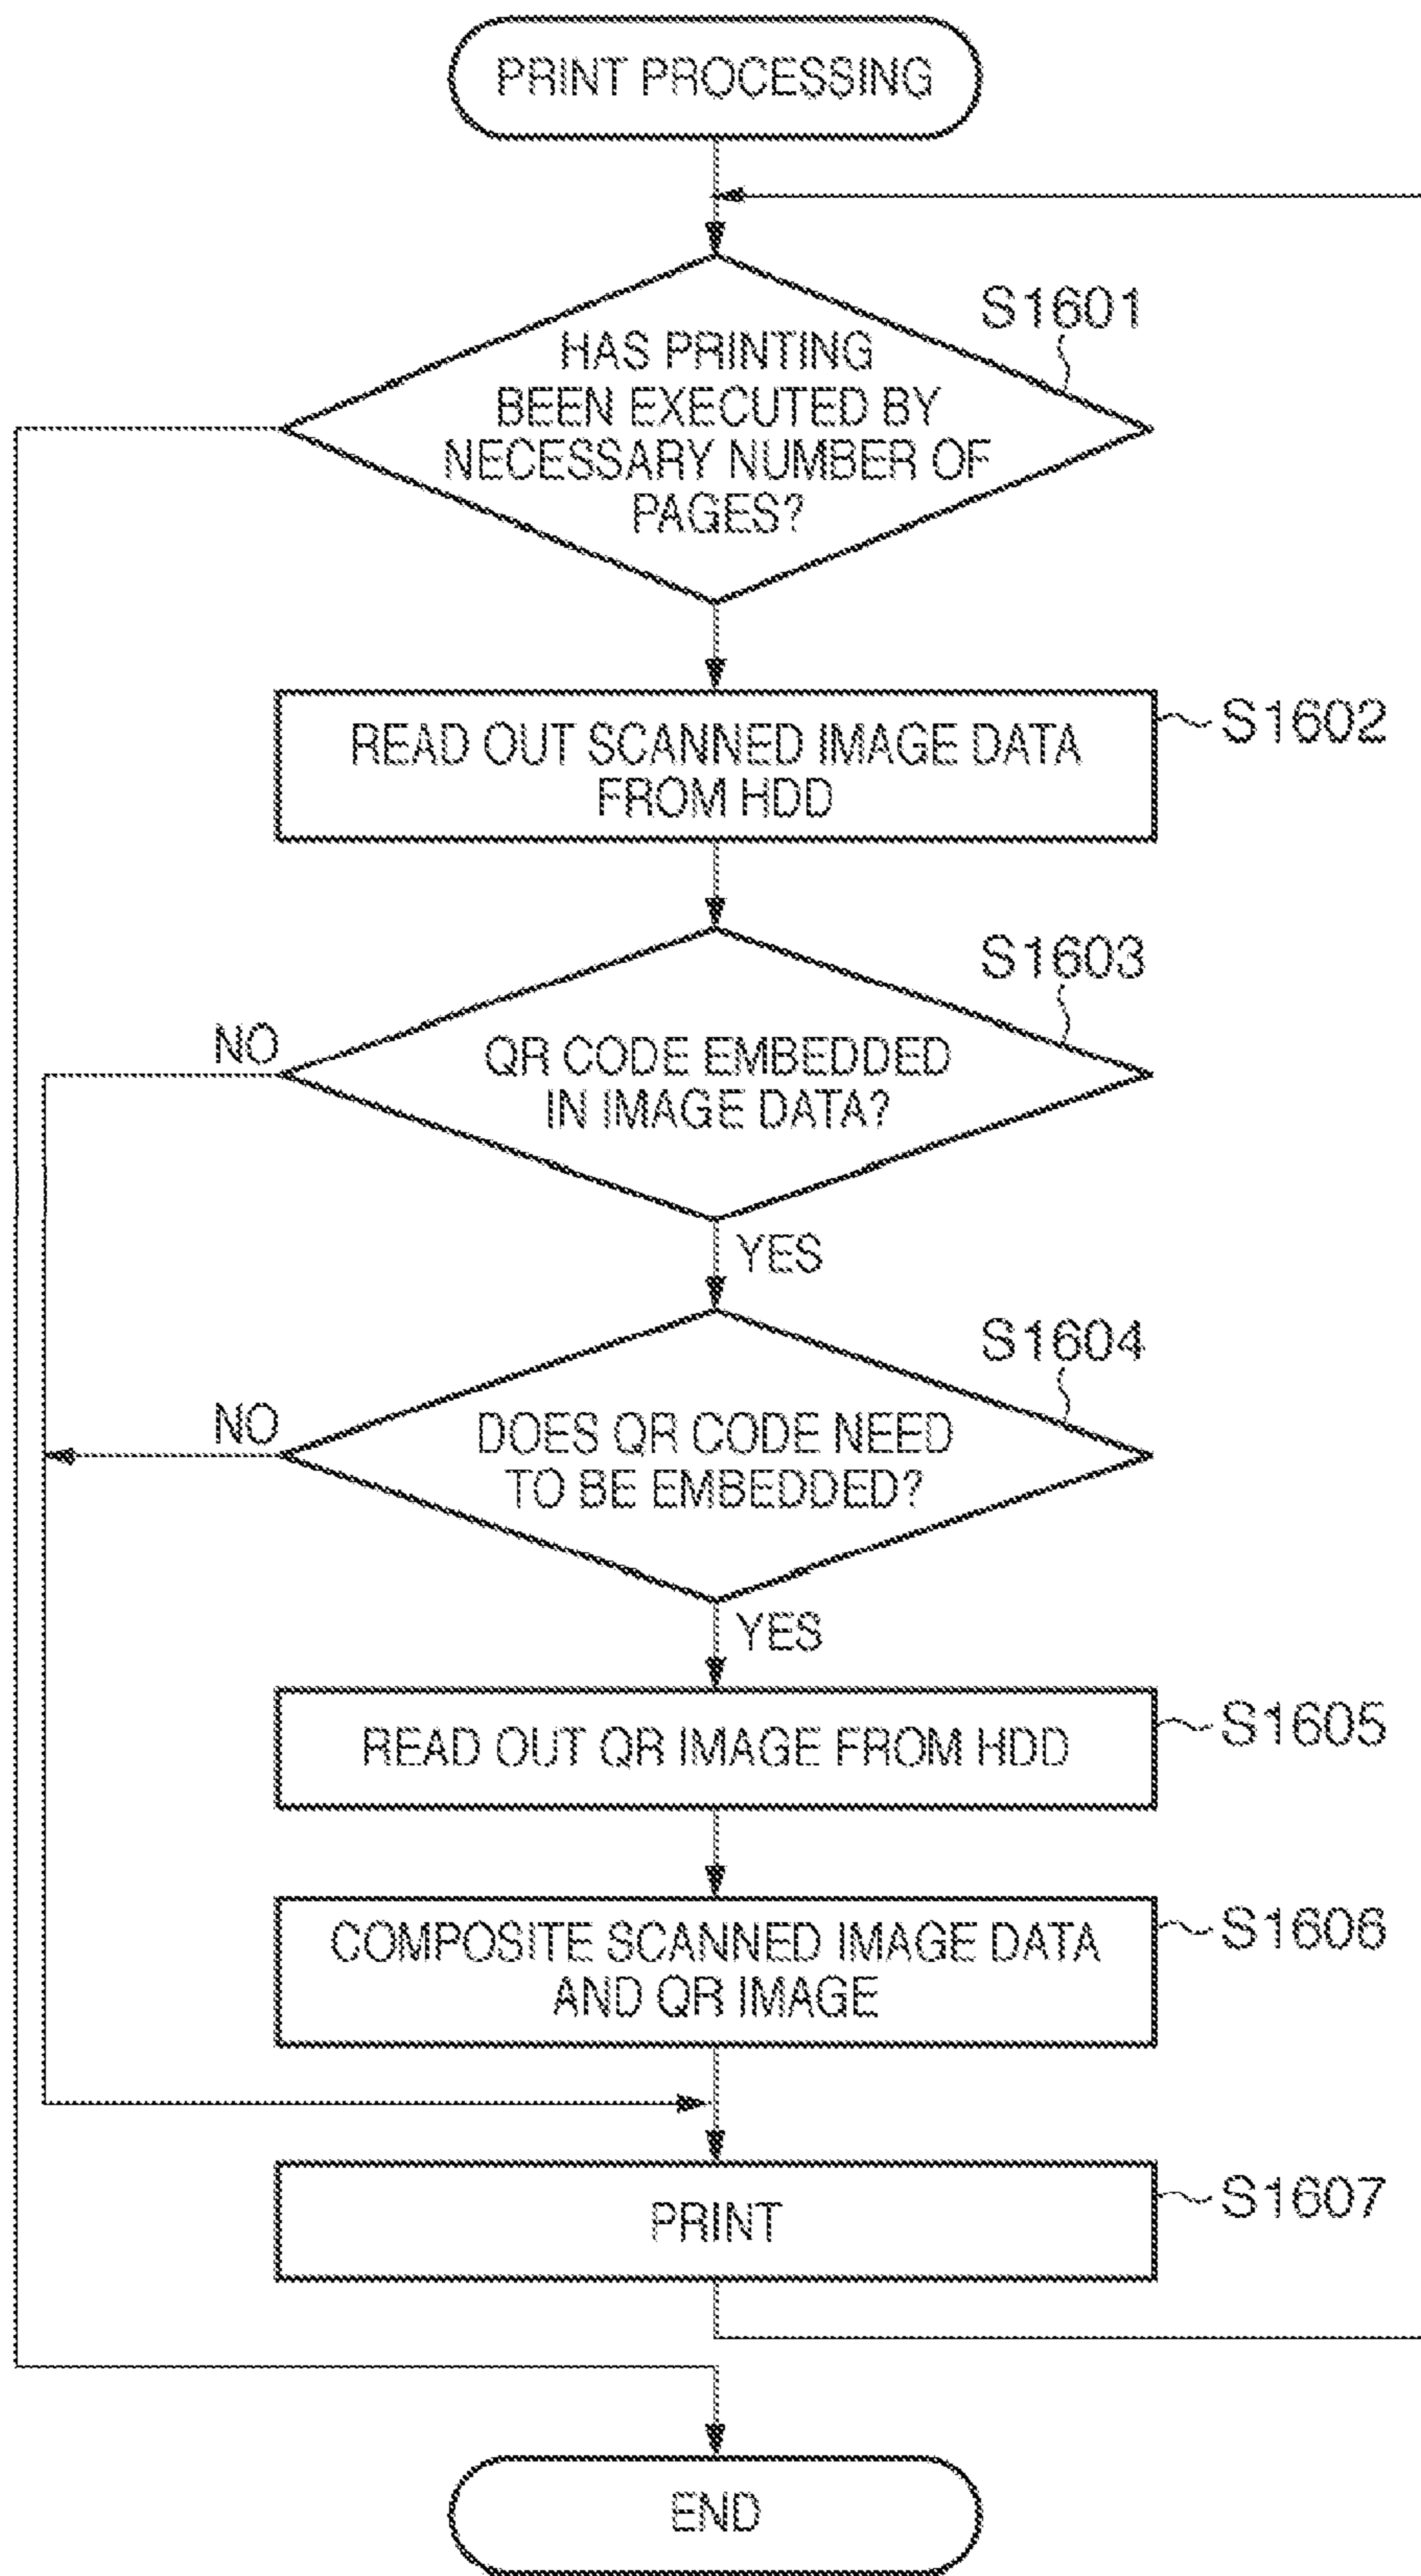 PRINT PROCESSING
S1601
HAS PRINTING
BEEN EXECUTED BY
NECESSARY NUMBER OF
PAGES?
S1602
READ OUT SCANNED IMAGE DATA
FROM HDD
S1603
NO
QR CODE EMBEDDED
IN IMAGE DATA?
YES
S1604
NO
DOES QR CODE NEED
TO BE EMBEDDED?
YES
S1605
READ OUT QR IMAGE FROM HDD
S1606
COMPOSITE SCANNED IMAGE DATA
AND QR IMAGE
S1607
PRINT
END